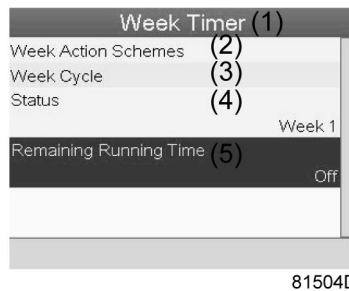 Week Timer (1)
Week Action Schemes (2)
Week Cycle (3)
Status (4)
Week 1
Remaining Running Time (5)
Off
81504D